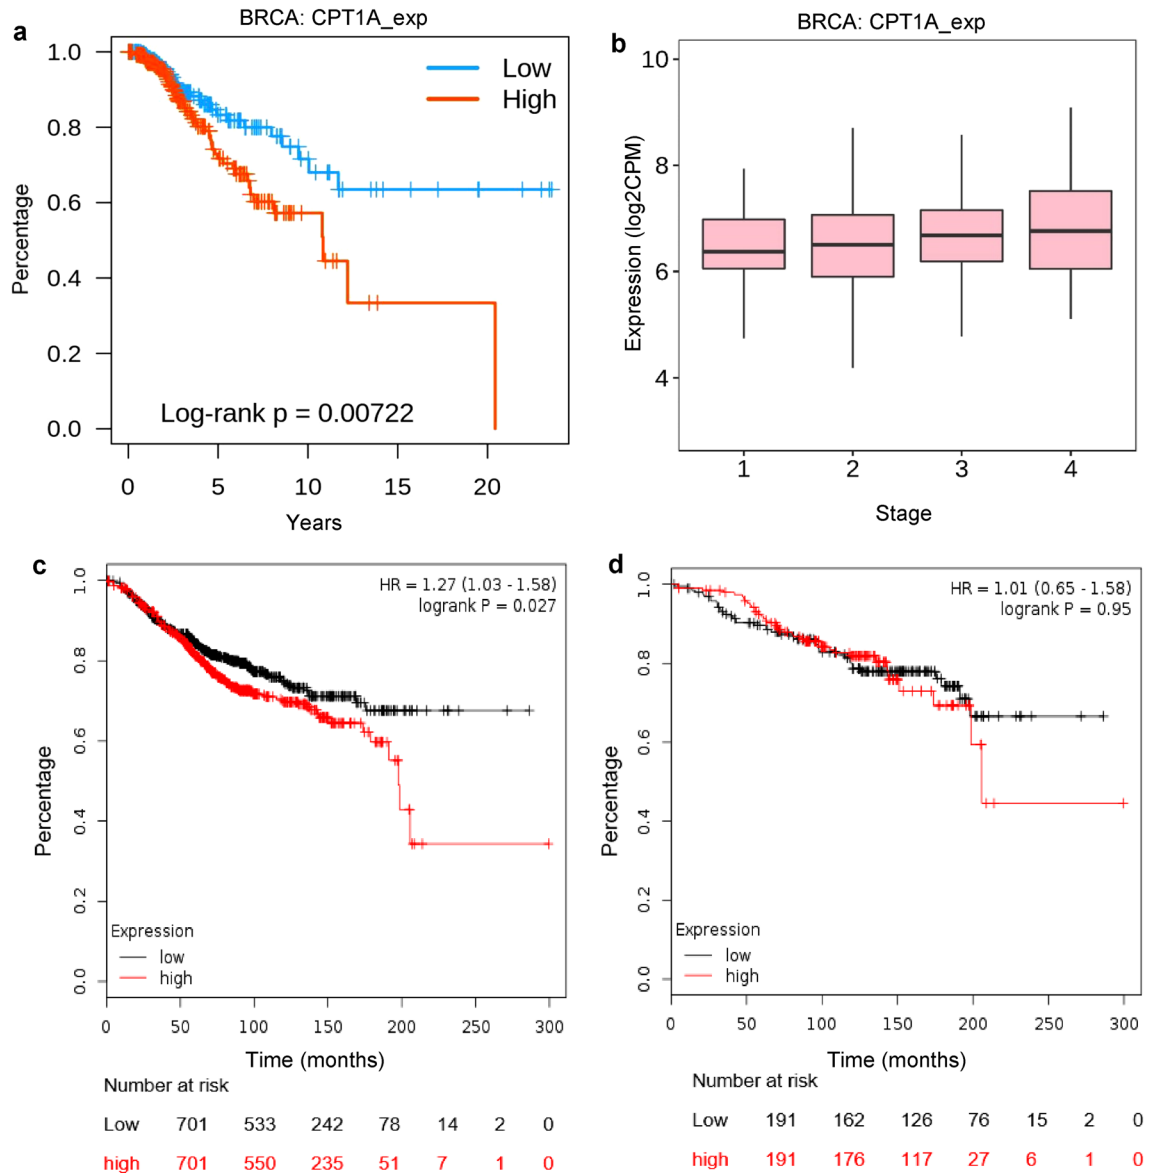 a
BRCA: CPT1A_exp
Percentage
1.0
0.8
0.6
0.4
0.2
0.0
Low
High
Log-rank p = 0.00722
0 5 10 15 20
Years
b
BRCA: CPT1A_exp
Expression (log2CPM)
10
8
6
4
1 2 3 4
Stage
c
Percentage
1.0
0.8
0.6
0.4
0.2
0.0
HR = 1.27 (1.03 - 1.58)
logrank P = 0.027
Expression
low
high
0 50 100 150 200 250 300
Time (months)
Number at risk
Low 701 533 242 78 14 2 0
high 701 550 235 51 7 1 0
d
Percentage
1.0
0.8
0.6
0.4
0.2
0.0
HR = 1.01 (0.65 - 1.58)
logrank P = 0.95
Expression
low
high
0 50 100 150 200 250 300
Time (months)
Number at risk
Low 191 162 126 76 15 2 0
high 191 176 117 27 6 1 0